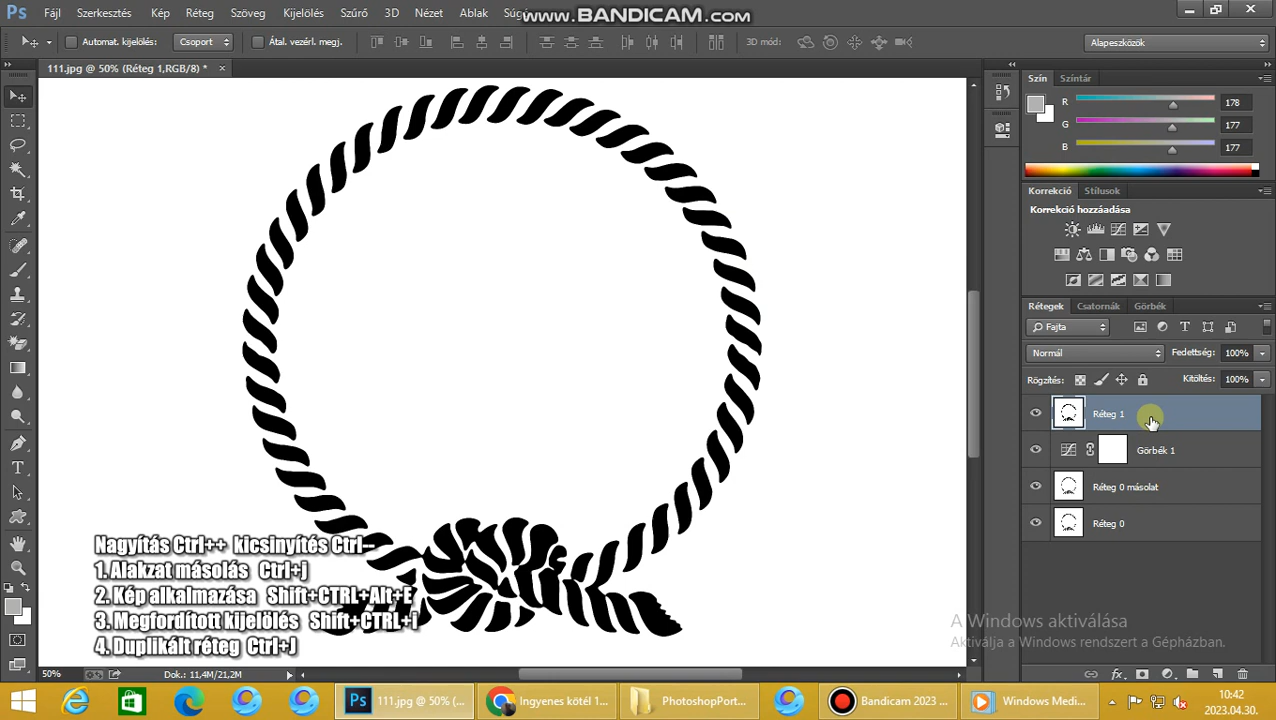 www.BANDICAM.com
Ps Fájl Szerkesztés Kép Réteg Szöveg Kijelölés Szűrő 3D Nézet Ablak
Automat. kijelölés: Csoport Átal. vezérl. megj. 3D mód: Alapeszközök
111.jpg @ 50% (Réteg 1,RGB/8) * ×
Szín Színtár
R 178
G 177
B 177
Korrekció Stílusok
Korrekció hozzáadása
Rétegek Csatornák Görbék
Fajta
Normál Fedettség: 100%
Rögzítés: Kitöltés: 100%
Réteg 1
Görbék 1
Réteg 0 másolat
Réteg 0
Nagyítás Ctrl++ kicsinyítés Ctrl--
1. Alakzat másolás Ctrl+j
2. Kép alkalmazása Shift+CTRL+Alt+E
3. Megfordított kijelölés Shift+CTRL+i
4. Duplikált réteg Ctrl+J
A Windows aktiválása
Aktiválja a Windows rendszert a Gépházban.
50% Dok.: 11,4M/21,2M
Ps 111.jpg @ 50% (... Ingyenes kötél 1... PhotoshopPort... Bandicam 2023 ... Windows Medi...
10:42
2023.04.30.